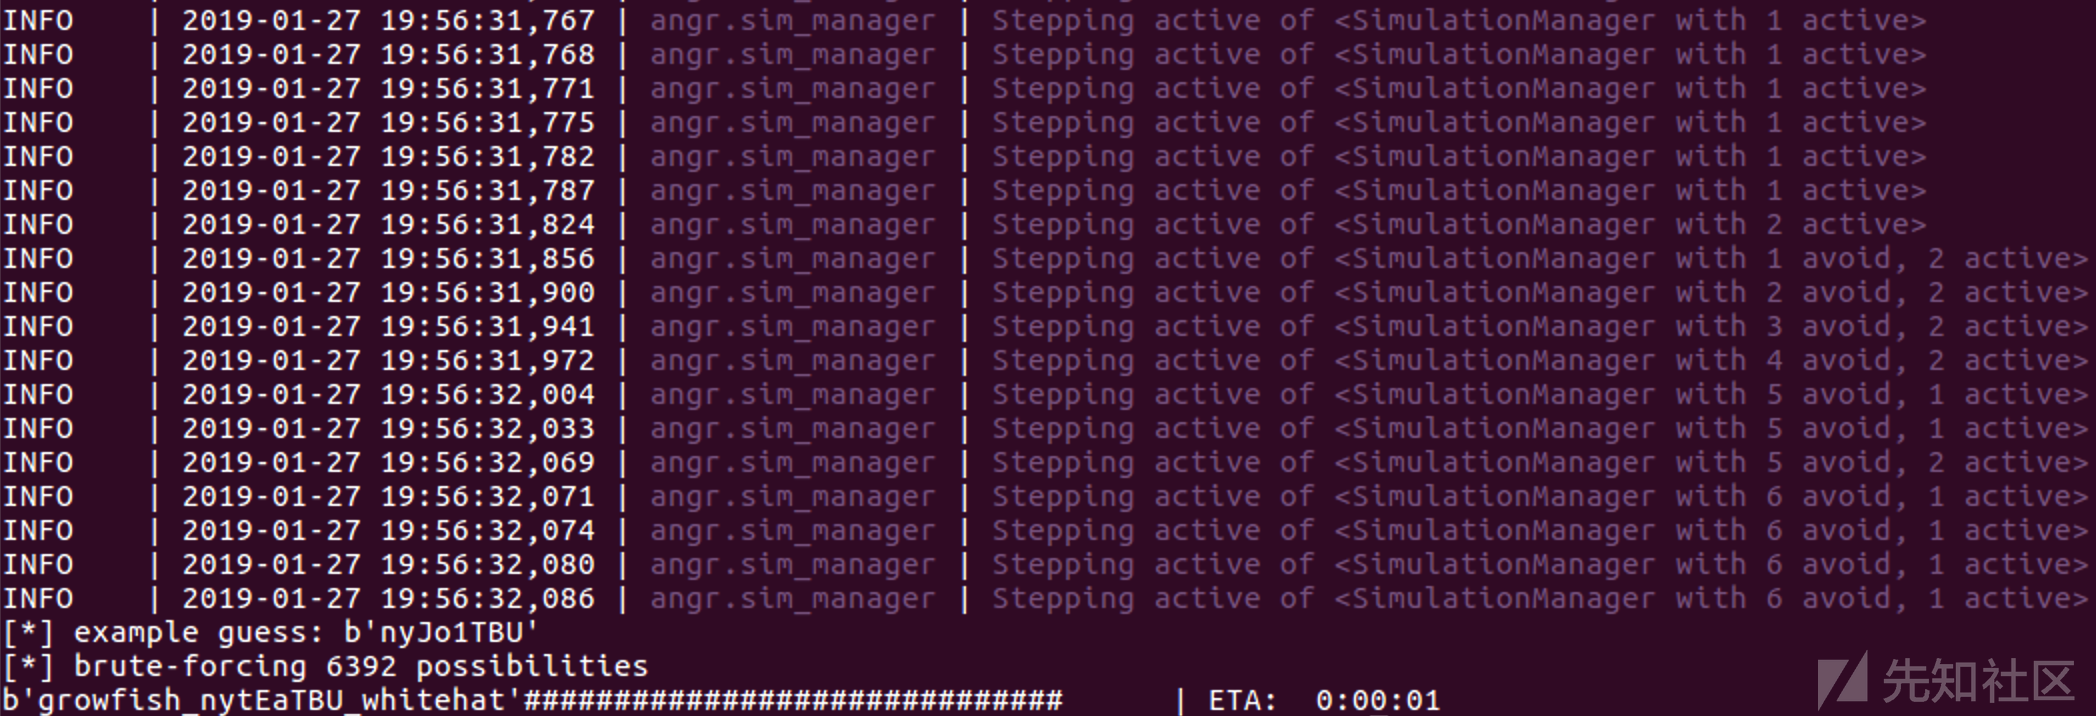 INFO    | 2019-01-27 19:56:31,767 | angr.sim_manager | Stepping active of <SimulationManager with 1 active>
INFO    | 2019-01-27 19:56:31,768 | angr.sim_manager | Stepping active of <SimulationManager with 1 active>
INFO    | 2019-01-27 19:56:31,771 | angr.sim_manager | Stepping active of <SimulationManager with 1 active>
INFO    | 2019-01-27 19:56:31,775 | angr.sim_manager | Stepping active of <SimulationManager with 1 active>
INFO    | 2019-01-27 19:56:31,782 | angr.sim_manager | Stepping active of <SimulationManager with 1 active>
INFO    | 2019-01-27 19:56:31,787 | angr.sim_manager | Stepping active of <SimulationManager with 1 active>
INFO    | 2019-01-27 19:56:31,824 | angr.sim_manager | Stepping active of <SimulationManager with 2 active>
INFO    | 2019-01-27 19:56:31,856 | angr.sim_manager | Stepping active of <SimulationManager with 1 avoid, 2 active>
INFO    | 2019-01-27 19:56:31,900 | angr.sim_manager | Stepping active of <SimulationManager with 2 avoid, 2 active>
INFO    | 2019-01-27 19:56:31,941 | angr.sim_manager | Stepping active of <SimulationManager with 3 avoid, 2 active>
INFO    | 2019-01-27 19:56:31,972 | angr.sim_manager | Stepping active of <SimulationManager with 4 avoid, 2 active>
INFO    | 2019-01-27 19:56:32,004 | angr.sim_manager | Stepping active of <SimulationManager with 5 avoid, 1 active>
INFO    | 2019-01-27 19:56:32,033 | angr.sim_manager | Stepping active of <SimulationManager with 5 avoid, 1 active>
INFO    | 2019-01-27 19:56:32,069 | angr.sim_manager | Stepping active of <SimulationManager with 5 avoid, 2 active>
INFO    | 2019-01-27 19:56:32,071 | angr.sim_manager | Stepping active of <SimulationManager with 6 avoid, 1 active>
INFO    | 2019-01-27 19:56:32,074 | angr.sim_manager | Stepping active of <SimulationManager with 6 avoid, 1 active>
INFO    | 2019-01-27 19:56:32,080 | angr.sim_manager | Stepping active of <SimulationManager with 6 avoid, 1 active>
INFO    | 2019-01-27 19:56:32,086 | angr.sim_manager | Stepping active of <SimulationManager with 6 avoid, 1 active>
[*] example guess: b'nyJo1TBU'
[*] brute-forcing 6392 possibilities
b'growfish_nytEaTBU_whitehat'##############################      | ETA:  0:00:01
先知社区